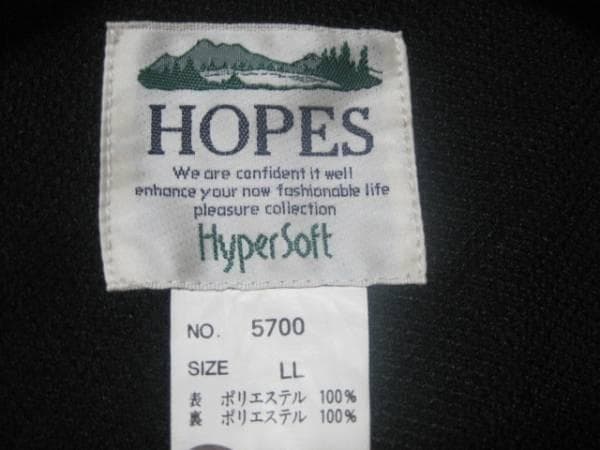 HOPES
We are confident it well
enhance your now fashionable life
pleasure collection
HyperSoft
NO. 5700
SIZE LL
表 ポリエステル 100%
裏 ポリエステル 100%